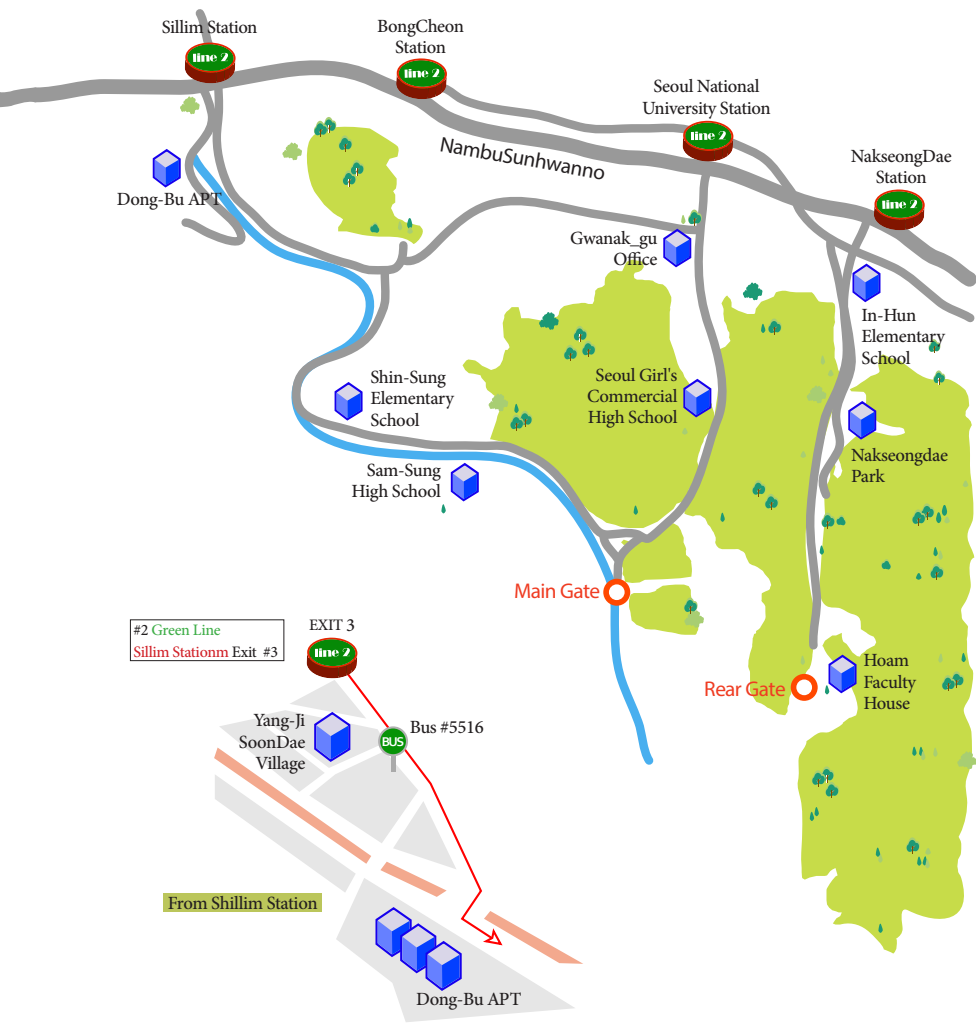 Sillim Station
line 2
BongCheon
Station
line 2
Seoul National
University Station
line 2
NakseongDae
Station
line 2
NambuSunhwanno
Dong-Bu APT
Gwanak_gu
Office
In-Hun
Elementary
School
Shin-Sung
Elementary
School
Seoul Girl's
Commercial
High School
Nakseongdae
Park
Sam-Sung
High School
Main Gate
Rear Gate
Hoam
Faculty
House
#2 Green Line
Sillim Stationm Exit #3
EXIT 3
line 2
Yang-Ji
SoonDae
Village
BUS
Bus #5516
From Shillim Station
Dong-Bu APT